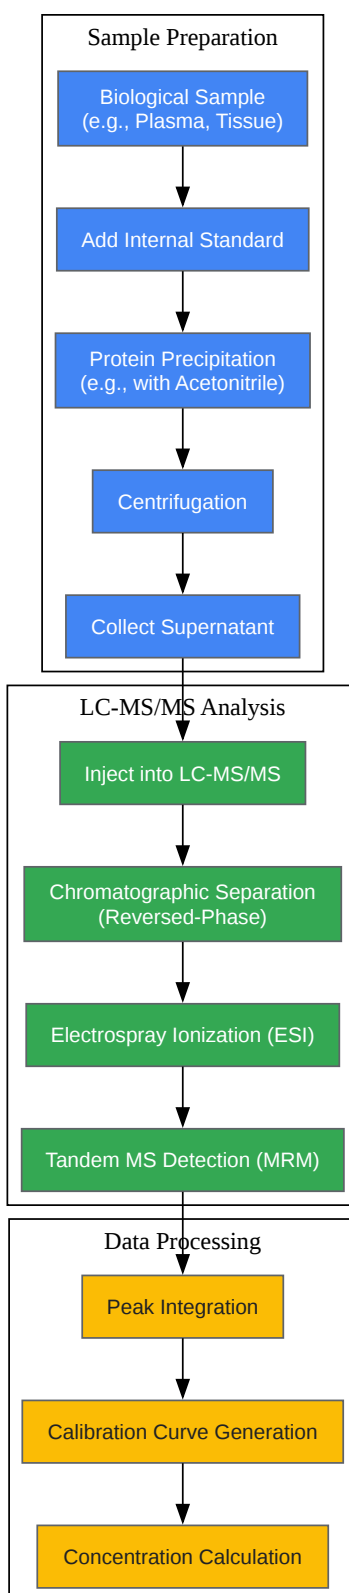 Sample Preparation
Biological Sample
(e.g., Plasma, Tissue)
Add Internal Standard
Protein Precipitation
(e.g., with Acetonitrile)
Centrifugation
Collect Supernatant
LC-MS/MS Analysis
Inject into LC-MS/MS
Chromatographic Separation
(Reversed-Phase)
Electrospray Ionization (ESI)
Tandem MS Detection (MRM)
Data Processing
Peak Integration
Calibration Curve Generation
Concentration Calculation